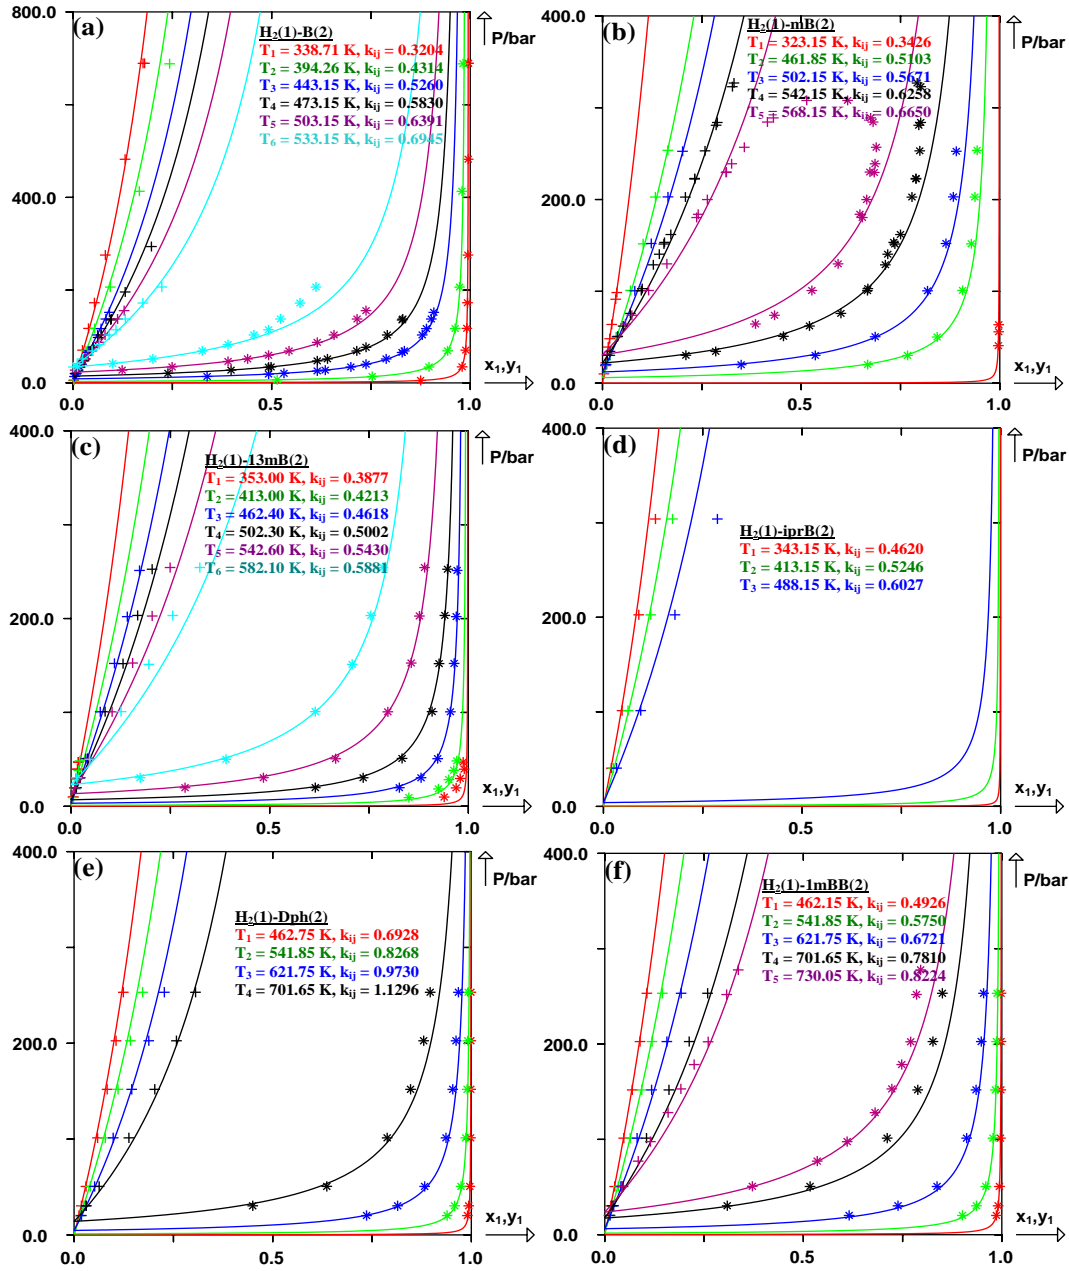 (a)
H₂(1)-B(2)
T₁ = 338.71 K, kᵢⱼ = 0.3204
T₂ = 394.26 K, kᵢⱼ = 0.4314
T₃ = 443.15 K, kᵢⱼ = 0.5260
T₄ = 473.15 K, kᵢⱼ = 0.5830
T₅ = 503.15 K, kᵢⱼ = 0.6391
T₆ = 533.15 K, kᵢⱼ = 0.6945
P/bar
800.0
400.0
0.0
0.0
0.5
1.0
x₁,y₁
(b)
H₂(1)-mB(2)
T₁ = 323.15 K, kᵢⱼ = 0.3426
T₂ = 461.85 K, kᵢⱼ = 0.5103
T₃ = 502.15 K, kᵢⱼ = 0.5671
T₄ = 542.15 K, kᵢⱼ = 0.6258
T₅ = 568.15 K, kᵢⱼ = 0.6650
P/bar
400.0
200.0
0.0
0.0
0.5
1.0
x₁,y₁
(c)
H₂(1)-13mB(2)
T₁ = 353.00 K, kᵢⱼ = 0.3877
T₂ = 413.00 K, kᵢⱼ = 0.4213
T₃ = 462.40 K, kᵢⱼ = 0.4618
T₄ = 502.30 K, kᵢⱼ = 0.5002
T₅ = 542.60 K, kᵢⱼ = 0.5430
T₆ = 582.10 K, kᵢⱼ = 0.5881
P/bar
400.0
200.0
0.0
0.0
0.5
1.0
x₁,y₁
(d)
H₂(1)-iprB(2)
T₁ = 343.15 K, kᵢⱼ = 0.4620
T₂ = 413.15 K, kᵢⱼ = 0.5246
T₃ = 488.15 K, kᵢⱼ = 0.6027
P/bar
400.0
200.0
0.0
0.0
0.5
1.0
x₁,y₁
(e)
H₂(1)-Dph(2)
T₁ = 462.75 K, kᵢⱼ = 0.6928
T₂ = 541.85 K, kᵢⱼ = 0.8268
T₃ = 621.75 K, kᵢⱼ = 0.9730
T₄ = 701.65 K, kᵢⱼ = 1.1296
P/bar
400.0
200.0
0.0
0.0
0.5
1.0
x₁,y₁
(f)
H₂(1)-1mBB(2)
T₁ = 462.15 K, kᵢⱼ = 0.4926
T₂ = 541.85 K, kᵢⱼ = 0.5750
T₃ = 621.75 K, kᵢⱼ = 0.6721
T₄ = 701.65 K, kᵢⱼ = 0.7810
T₅ = 730.05 K, kᵢⱼ = 0.8224
P/bar
400.0
200.0
0.0
0.0
0.5
1.0
x₁,y₁